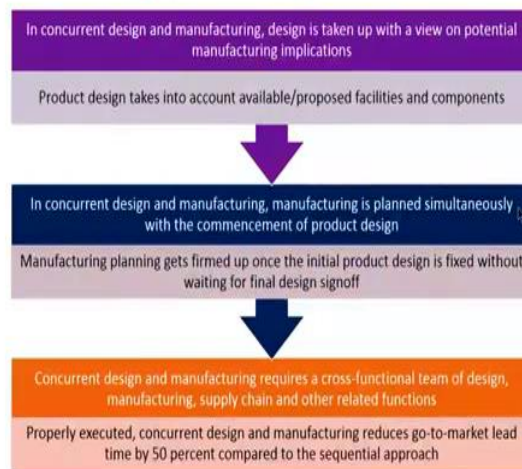 In concurrent design and manufacturing, design is taken up with a view on potential
manufacturing implications
Product design takes into account available/proposed facilities and components
In concurrent design and manufacturing, manufacturing is planned simultaneously
with the commencement of product design
Manufacturing planning gets firmed up once the initial product design is fixed without
waiting for final design signoff
Concurrent design and manufacturing requires a cross-functional team of design,
manufacturing, supply chain and other related functions
Properly executed, concurrent design and manufacturing reduces go-to-market lead
time by 50 percent compared to the sequential approach